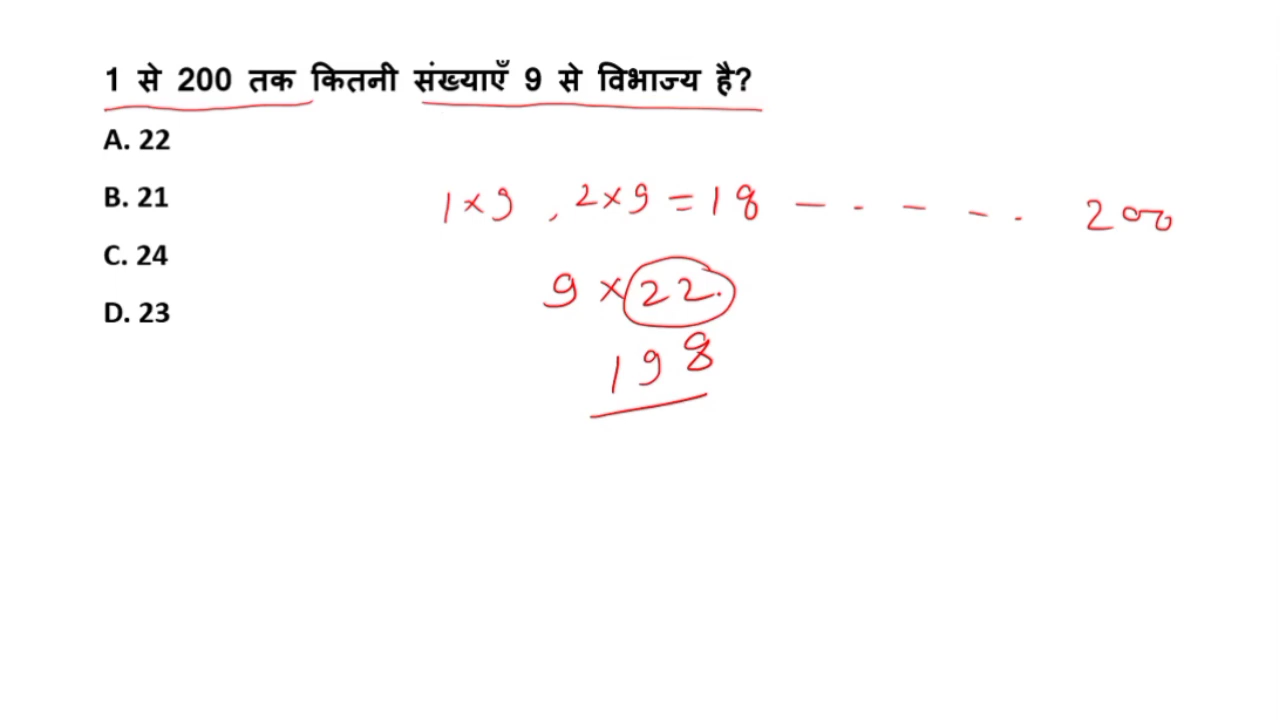 1 से 200 तक कितनी संख्याएँ 9 से विभाज्य है?
A. 22
B. 21
C. 24
D. 23
1 × 9 , 2 × 9 = 18 — . – – . 200
9 × 22.
198